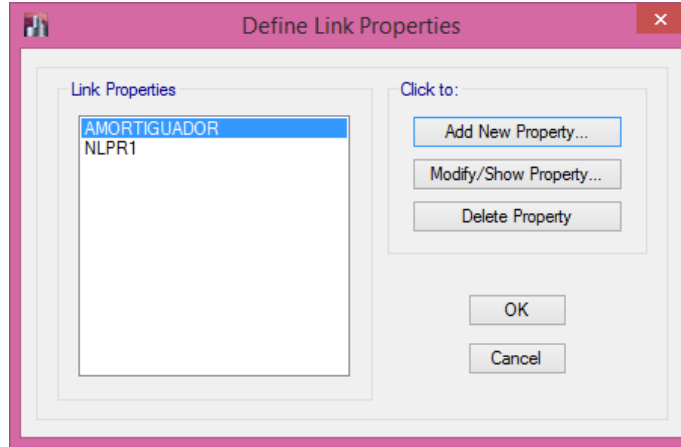 Define Link Properties
Link Properties
AMORTIGUADOR
NLPR1
Click to:
Add New Property...
Modify/Show Property...
Delete Property
OK
Cancel